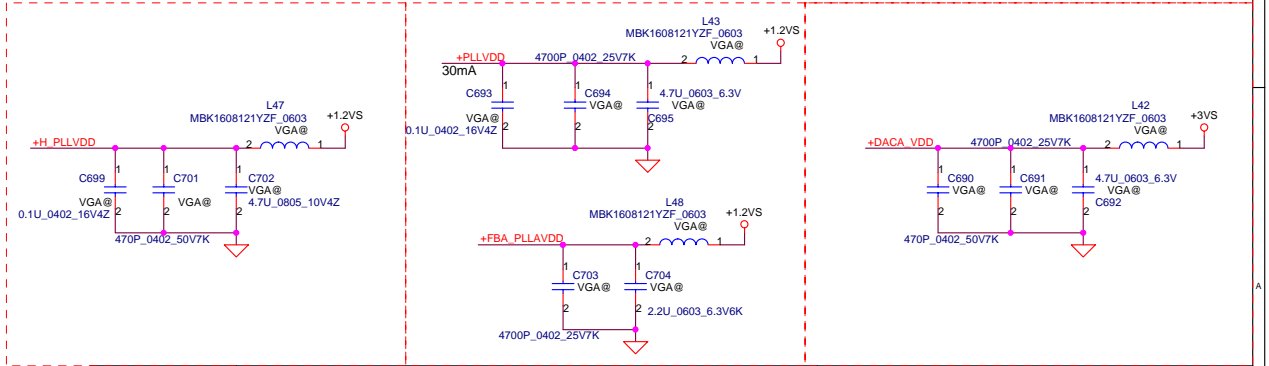 L47
MBK1608121YZF_0603
VGA@
+1.2VS
+H_PLLVDD
2
1
1
1
1
C699
C701
C702
VGA@
VGA@
VGA@
0.1U_0402_16V4Z
4.7U_0805_10V4Z
2
2
2
470P_0402_50V7K
L43
MBK1608121YZF_0603
VGA@
+1.2VS
+PLLVDD
4700P_0402_25V7K
2
1
30mA
1
1
1
C693
C694
4.7U_0603_6.3V
VGA@
VGA@
VGA@
0.1U_0402_16V4Z
C695
2
2
2
L48
MBK1608121YZF_0603
VGA@
+1.2VS
+FBA_PLLAVDD
2
1
1
1
C703
C704
VGA@
VGA@
2
2
2.2U_0603_6.3V6K
4700P_0402_25V7K
L42
MBK1608121YZF_0603
VGA@
+3VS
+DACA_VDD
4700P_0402_25V7K
2
1
1
1
1
C690
C691
4.7U_0603_6.3V
VGA@
VGA@
VGA@
C692
2
2
2
470P_0402_50V7K
A